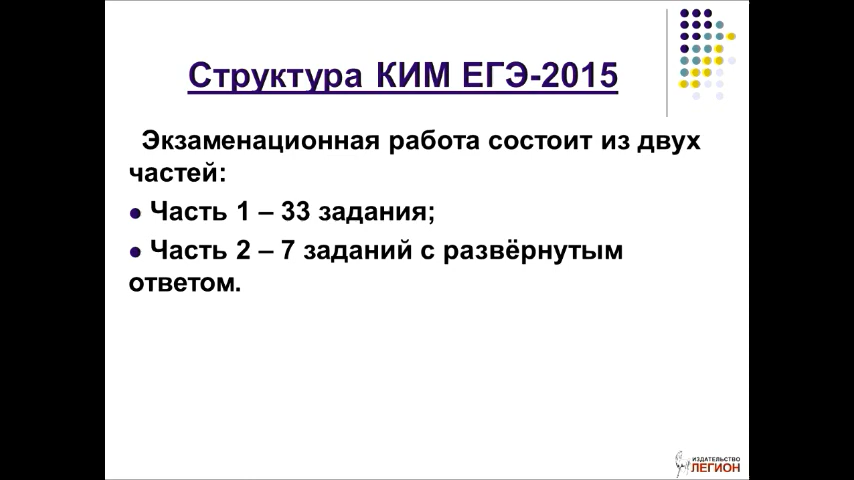 Структура КИМ ЕГЭ-2015
Экзаменационная работа состоит из двух
частей:
Часть 1 – 33 задания;
Часть 2 – 7 заданий с развёрнутым
ответом.
ИЗДАТЕЛЬСТВО
ЛЕГИОН